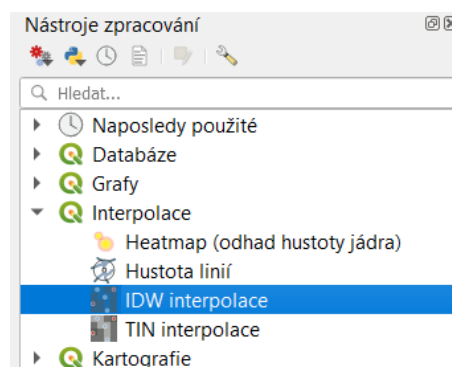 Nástroje zpracování
Hledat...
Naposledy použité
Databáze
Grafy
Interpolace
Heatmap (odhad hustoty jádra)
Hustota linií
IDW interpolace
TIN interpolace
Kartografie